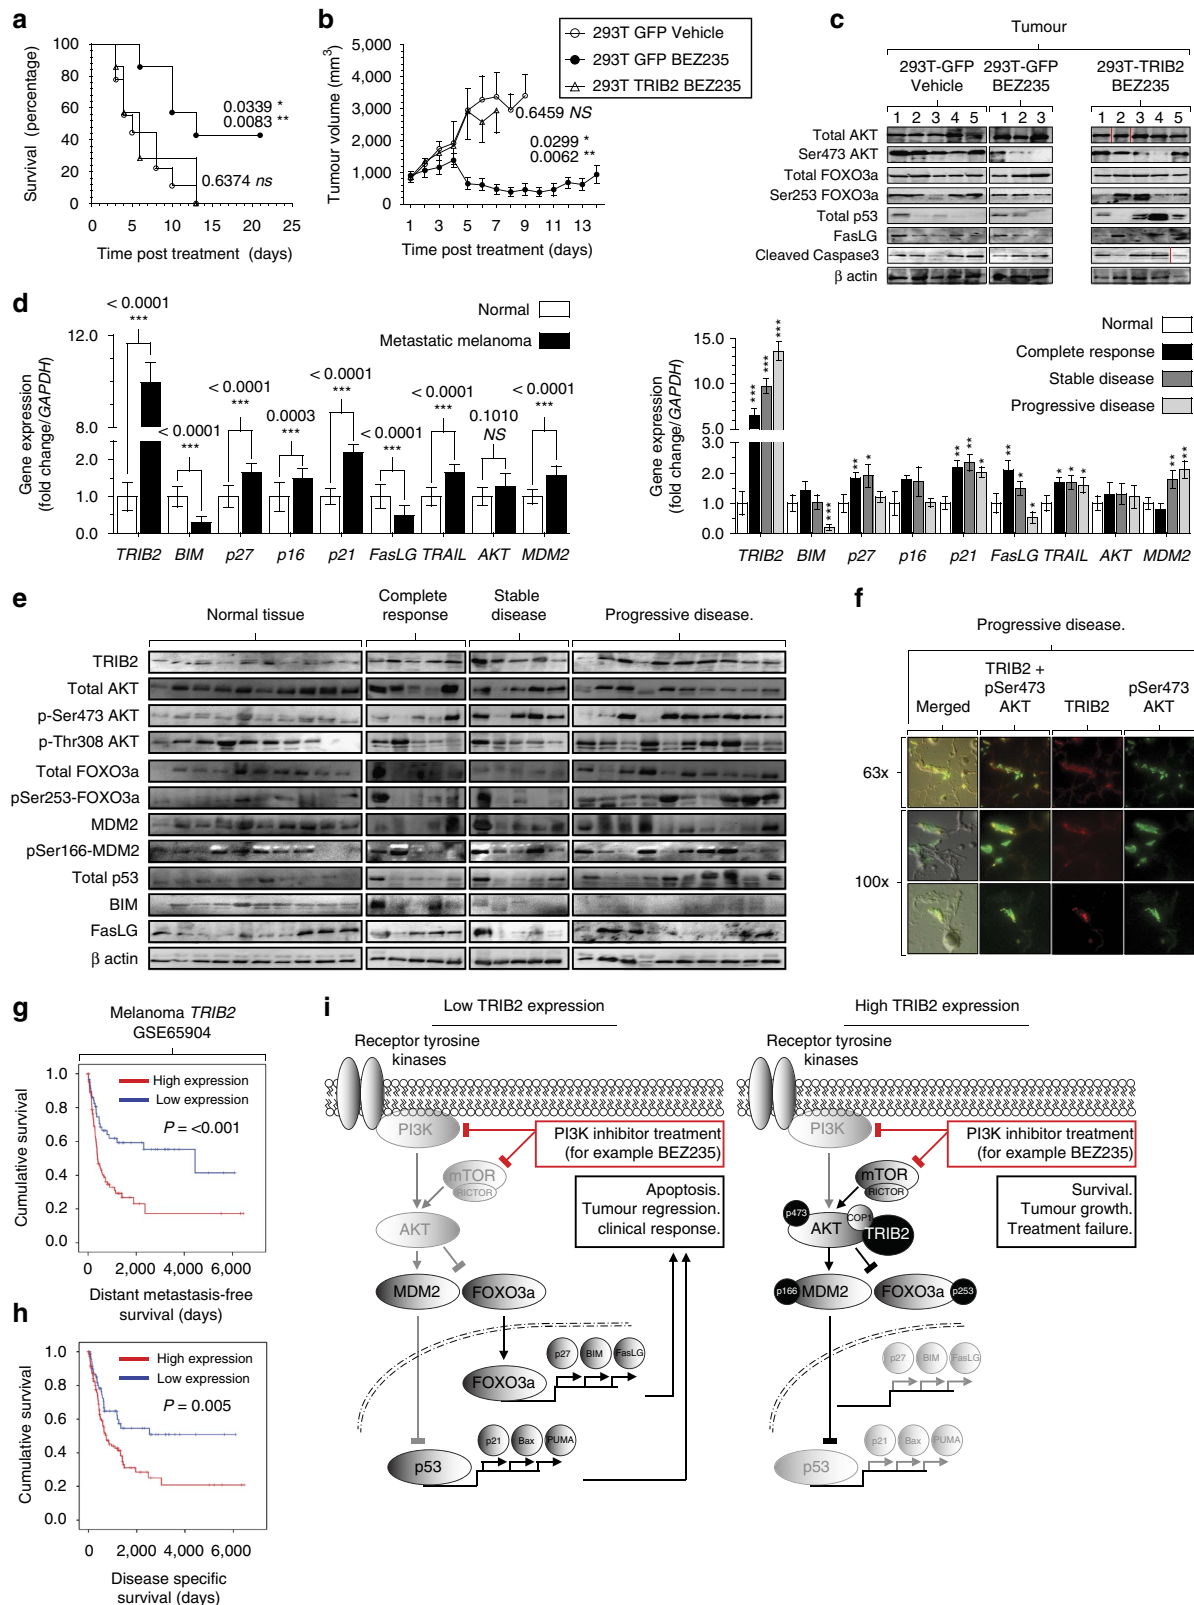 a
100
80
60
40
20
0
Survival (percentage)
0 5 10 15 20 25
Time post treatment (days)
0.0339 *
0.0083 **
0.6374 ns
b
5,000
4,000
3,000
2,000
1,000
0
Tumour volume (mm3)
1 3 5 7 9 11 13
Time post treatment (days)
293T GFP Vehicle
293T GFP BEZ235
293T TRIB2 BEZ235
0.6459 NS
0.0299 *
0.0062 **
c
Tumour
293T-GFP Vehicle
293T-GFP BEZ235
293T-TRIB2 BEZ235
1 2 3 4 5 1 2 3 1 2 3 4 5
Total AKT
Ser473 AKT
Total FOXO3a
Ser253 FOXO3a
Total p53
FasLG
Cleaved Caspase3
β actin
d
Normal
Metastatic melanoma
Gene expression
(fold change/GAPDH)
12.0
8.0
2.0
1.0
0.0
< 0.0001
***
< 0.0001
***
< 0.0001
***
0.0003
***
< 0.0001
***
< 0.0001
***
< 0.0001
***
0.1010
NS
< 0.0001
***
TRIB2 BIM p27 p16 p21 FasLG TRAIL AKT MDM2
Normal
Complete response
Stable disease
Progressive disease
Gene expression
(fold change/GAPDH)
15.0
10.0
5.0
3.0
2.0
1.0
0.0
*** *** ***
***
** *
** ** *
** * *
* * *
** **
TRIB2 BIM p27 p16 p21 FasLG TRAIL AKT MDM2
e
Normal tissue
Complete response
Stable disease
Progressive disease.
TRIB2
Total AKT
p-Ser473 AKT
p-Thr308 AKT
Total FOXO3a
pSer253-FOXO3a
MDM2
pSer166-MDM2
Total p53
BIM
FasLG
β actin
f
Progressive disease.
Merged
TRIB2 + pSer473 AKT
TRIB2
pSer473 AKT
63x
100x
g
Melanoma TRIB2
GSE65904
High expression
Low expression
P = <0.001
Cumulative survival
1.0
0.8
0.6
0.4
0.2
0.0
0 2,000 4,000 6,000
Distant metastasis-free
survival (days)
h
High expression
Low expression
P = 0.005
Cumulative survival
1.0
0.8
0.6
0.4
0.2
0.0
0 2,000 4,000 6,000
Disease specific
survival (days)
i
Low TRIB2 expression
Receptor tyrosine
kinases
PI3K
PI3K inhibitor treatment
(for example BEZ235)
mTOR
RICTOR
Apoptosis.
Tumour regression.
clinical response.
AKT
MDM2
FOXO3a
p27 BIM FasLG
FOXO3a
p21 Bax PUMA
p53
High TRIB2 expression
Receptor tyrosine
kinases
PI3K
PI3K inhibitor treatment
(for example BEZ235)
mTOR
RICTOR
Survival.
Tumour growth.
Treatment failure.
p473
COP1
AKT
TRIB2
p166
MDM2
FOXO3a
p253
p27 BIM FasLG
p21 Bax PUMA
p53